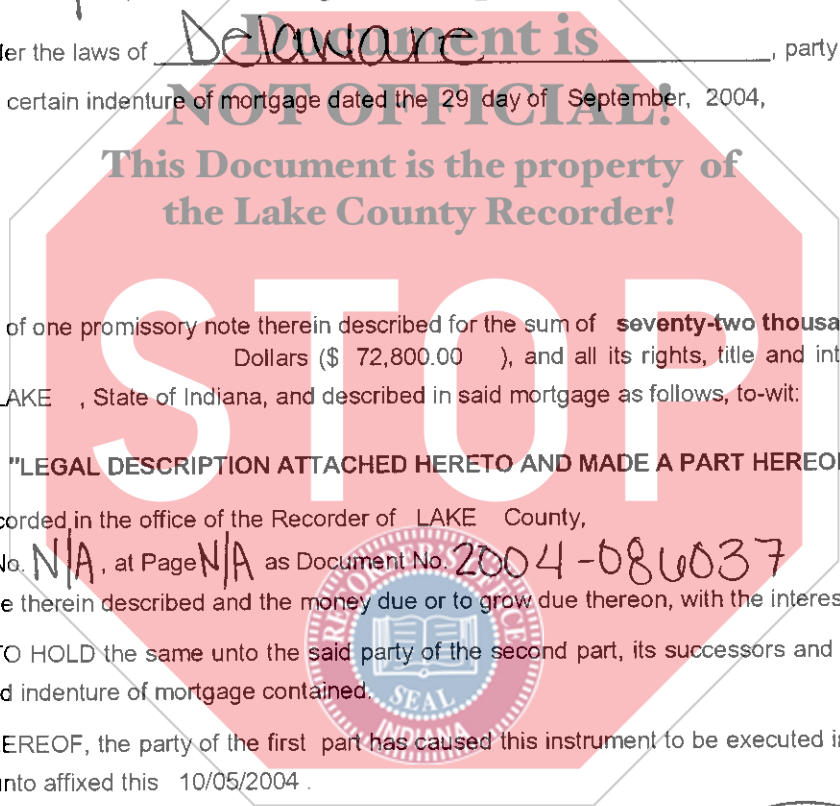 Document is
der the laws of Delaware, party
NOT OFFICIAL!
certain indenture of mortgage dated the 29 day of September, 2004,
This Document is the property of
the Lake County Recorder!
STOP
of one promissory note therein described for the sum of seventy-two thousa
Dollars ($ 72,800.00 ), and all its rights, title and int
AKE , State of Indiana, and described in said mortgage as follows, to-wit:
"LEGAL DESCRIPTION ATTACHED HERETO AND MADE A PART HEREOF
corded in the office of the Recorder of LAKE County,
No. N/A, at Page N/A as Document No. 2004-086037
e therein described and the money due or to grow due thereon, with the interes
TO HOLD the same unto the said party of the second part, its successors and
d indenture of mortgage contained.
EREOF, the party of the first part has caused this instrument to be executed in
unto affixed this 10/05/2004 .
RECORDER'S OFFICE
SEAL
INDIANA